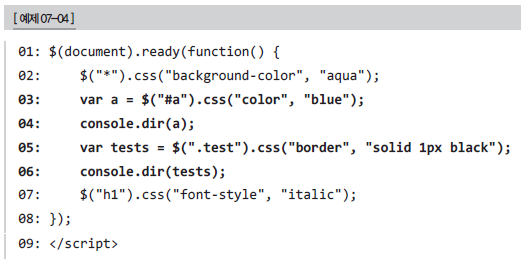 [예제 07-04]
01: $(document).ready(function() {
02:     $("*").css("background-color", "aqua");
03:     var a = $("#a").css("color", "blue");
04:     console.dir(a);
05:     var tests = $(".test").css("border", "solid 1px black");
06:     console.dir(tests);
07:     $("h1").css("font-style", "italic");
08: });
09: </script>